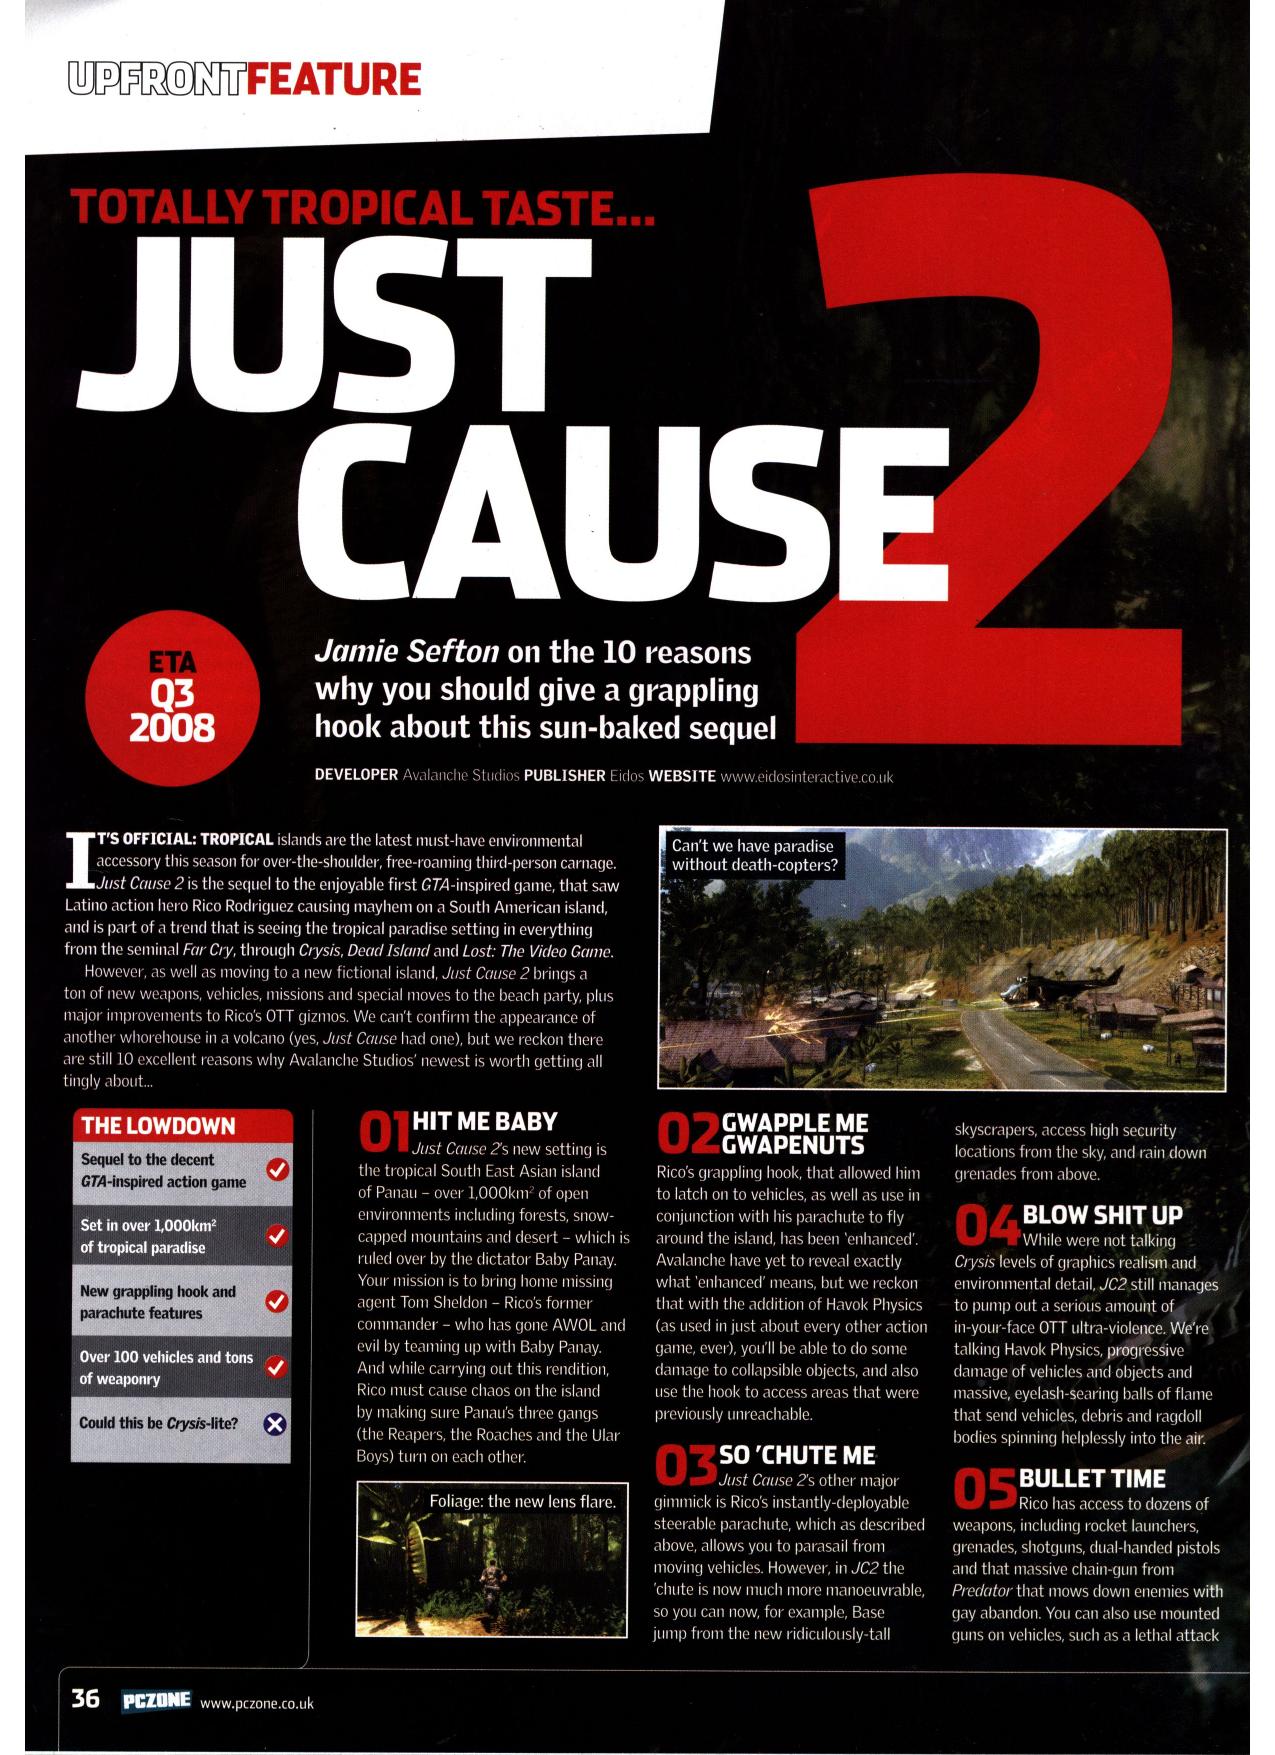 UPFRONTFEATURE
TOTALLY TROPICAL TASTE...
JUST
CAUSE
2
ETA
Q3
2008
Jamie Sefton on the 10 reasons
why you should give a grappling
hook about this sun-baked sequel
DEVELOPER Avalanche Studios PUBLISHER Eidos WEBSITE www.eidosinteractive.co.uk
IT'S OFFICIAL: TROPICAL islands are the latest must-have environmental
accessory this season for over-the-shoulder, free-roaming third-person carnage.
Just Cause 2 is the sequel to the enjoyable first GTA-inspired game, that saw
Latino action hero Rico Rodriguez causing mayhem on a South American island,
and is part of a trend that is seeing the tropical paradise setting in everything
from the seminal Far Cry, through Crysis, Dead Island and Lost: The Video Game.
However, as well as moving to a new fictional island, Just Cause 2 brings a
ton of new weapons, vehicles, missions and special moves to the beach party, plus
major improvements to Rico's OTT gizmos. We can't confirm the appearance of
another whorehouse in a volcano (yes, Just Cause had one), but we reckon there
are still 10 excellent reasons why Avalanche Studios' newest is worth getting all
tingly about...
Can't we have paradise
without death-copters?
THE LOWDOWN
Sequel to the decent
GTA-inspired action game
Set in over 1,000km²
of tropical paradise
New grappling hook and
parachute features
Over 100 vehicles and tons
of weaponry
Could this be Crysis-lite?
01 HIT ME BABY
Just Cause 2's new setting is
the tropical South East Asian island
of Panau – over 1,000km² of open
environments including forests, snow-
capped mountains and desert – which is
ruled over by the dictator Baby Panay.
Your mission is to bring home missing
agent Tom Sheldon – Rico's former
commander – who has gone AWOL and
evil by teaming up with Baby Panay.
And while carrying out this rendition,
Rico must cause chaos on the island
by making sure Panau's three gangs
(the Reapers, the Roaches and the Ular
Boys) turn on each other.
Foliage: the new lens flare.
02 GWAPPLE ME
GWAPENUTS
Rico's grappling hook, that allowed him
to latch on to vehicles, as well as use in
conjunction with his parachute to fly
around the island, has been 'enhanced'.
Avalanche have yet to reveal exactly
what 'enhanced' means, but we reckon
that with the addition of Havok Physics
(as used in just about every other action
game, ever), you'll be able to do some
damage to collapsible objects, and also
use the hook to access areas that were
previously unreachable.
03 SO 'CHUTE ME
Just Cause 2's other major
gimmick is Rico's instantly-deployable
steerable parachute, which as described
above, allows you to parasail from
moving vehicles. However, in JC2 the
'chute is now much more manoeuvrable,
so you can now, for example, Base
jump from the new ridiculously-tall
skyscrapers, access high security
locations from the sky, and rain down
grenades from above.
04 BLOW SHIT UP
While were not talking
Crysis levels of graphics realism and
environmental detail, JC2 still manages
to pump out a serious amount of
in-your-face OTT ultra-violence. We're
talking Havok Physics, progressive
damage of vehicles and objects and
massive, eyelash-searing balls of flame
that send vehicles, debris and ragdoll
bodies spinning helplessly into the air.
05 BULLET TIME
Rico has access to dozens of
weapons, including rocket launchers,
grenades, shotguns, dual-handed pistols
and that massive chain-gun from
Predator that mows down enemies with
gay abandon. You can also use mounted
guns on vehicles, such as a lethal attack
36 PCZONE www.pczone.co.uk